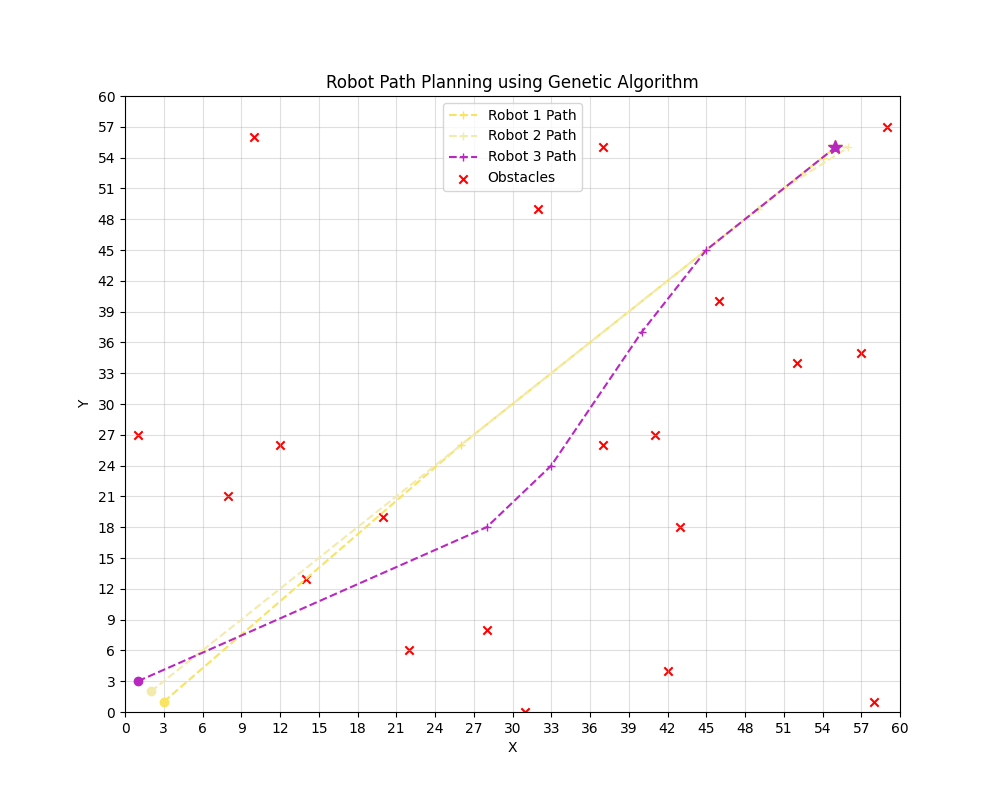 Robot Path Planning using Genetic Algorithm
60
57
54
51
48
45
42
39
36
33
30
27
24
21
18
15
12
9
6
3
0
Y
Robot 1 Path
Robot 2 Path
Robot 3 Path
Obstacles
0 3 6 9 12 15 18 21 24 27 30 33 36 39 42 45 48 51 54 57 60
X